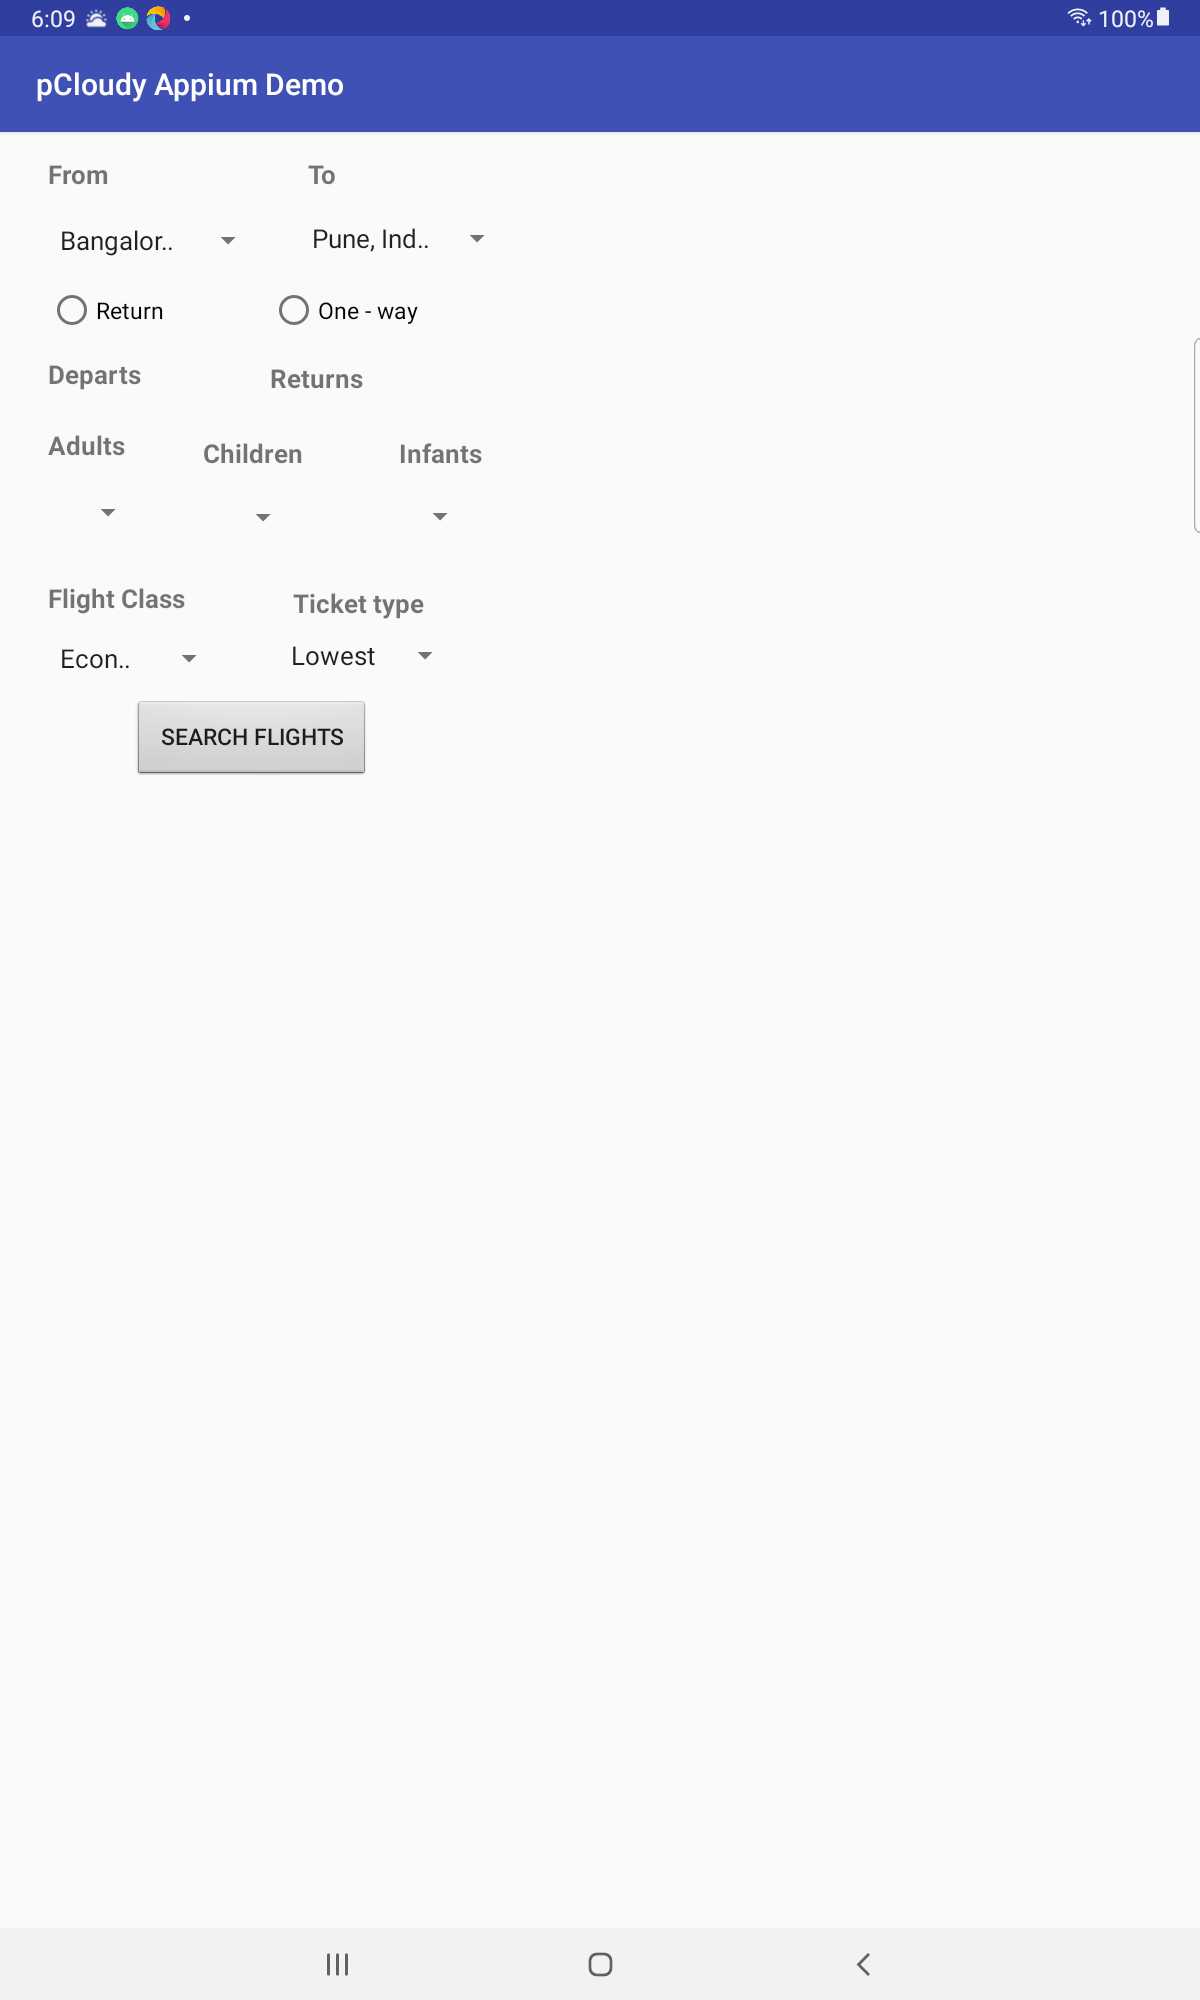 6:09 100%
pCloudy Appium Demo
From To
Bangalor.. Pune, Ind..
Return One - way
Departs Returns
Adults Children Infants
Flight Class Ticket type
Econ.. Lowest
SEARCH FLIGHTS